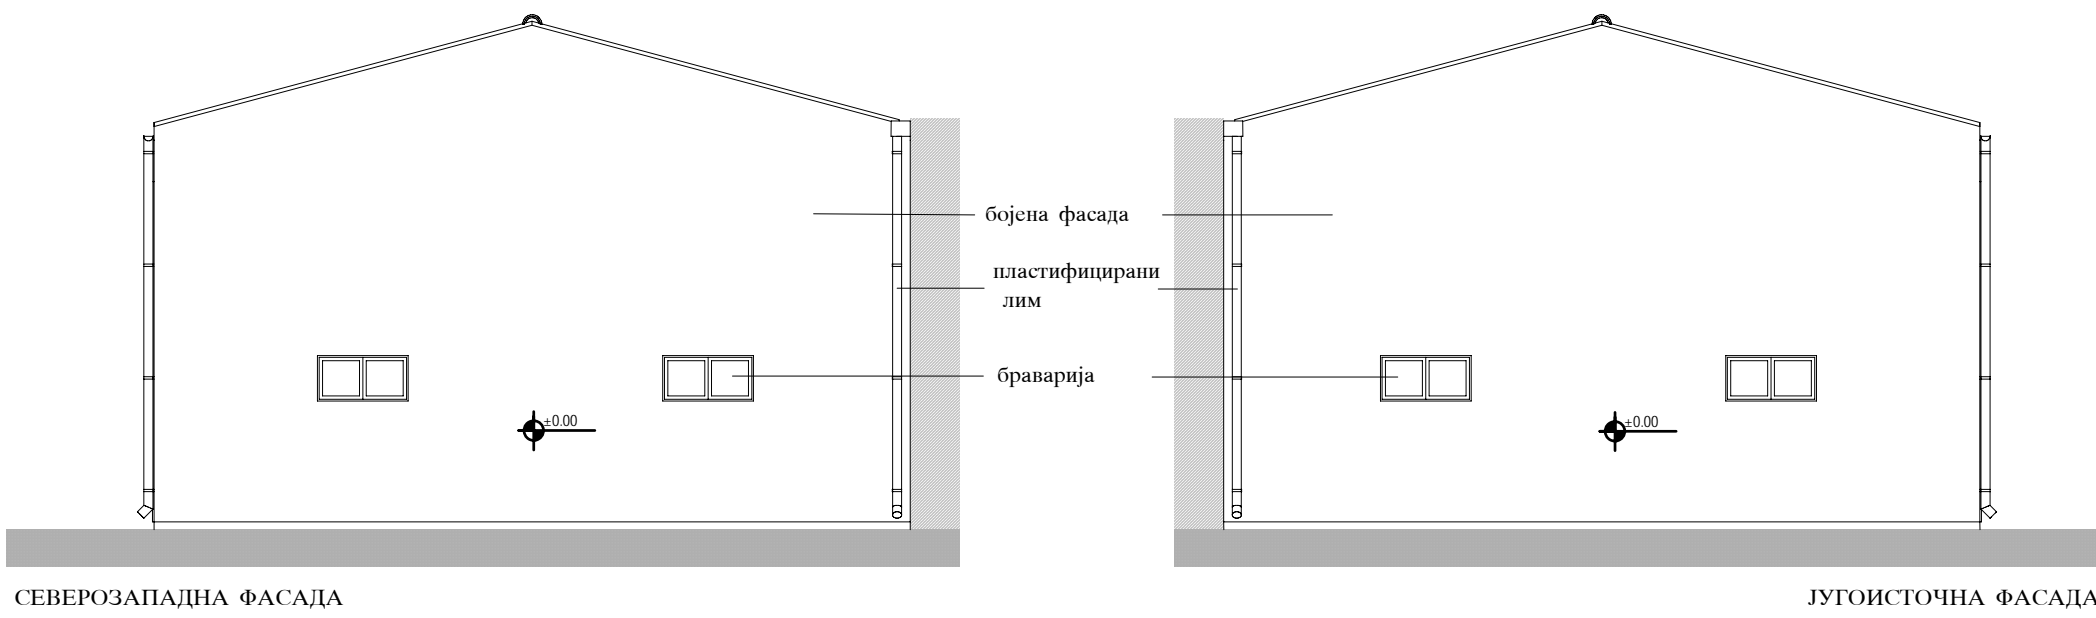 бојена фасада
пластифицирани
лим
браварија
±0.00
±0.00
СЕВЕРОЗАПАДНА ФАСАДА
ЈУГОИСТОЧНА ФАСАДА